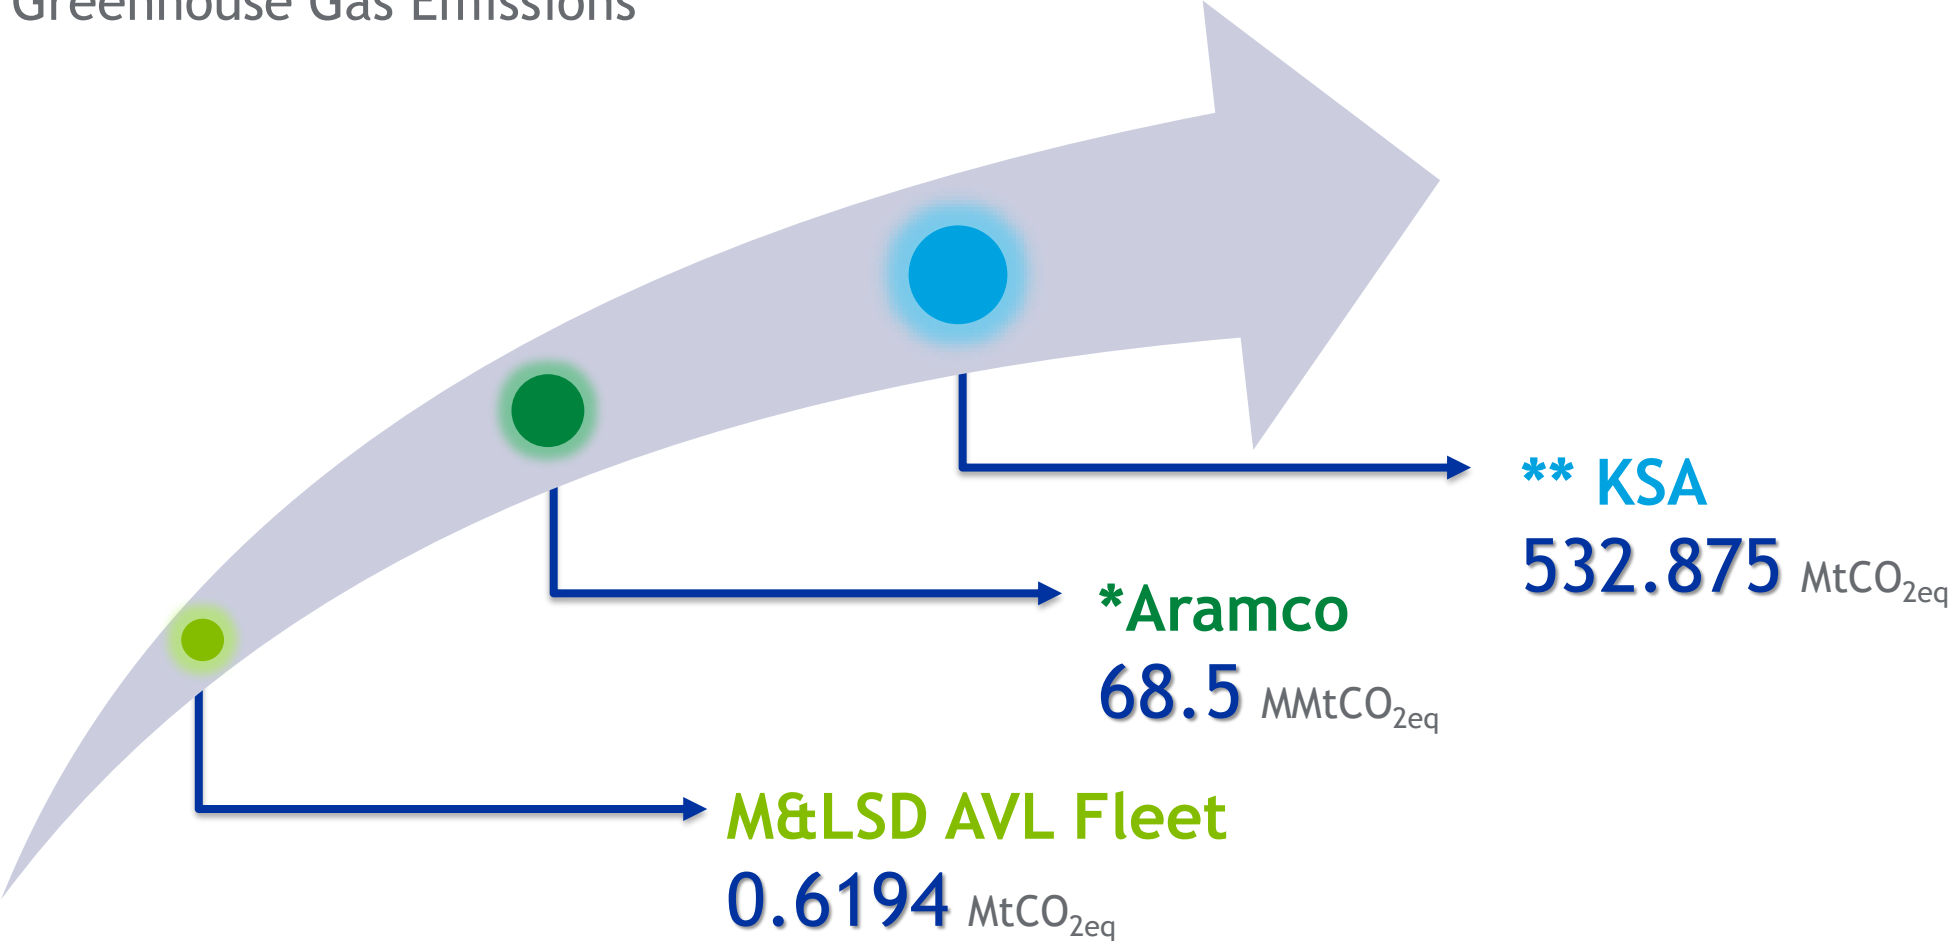 Greenhouse Gas Emissions
** KSA
532.875 MtCO2eq
*Aramco
68.5 MMtCO2eq
M&LSD AVL Fleet
0.6194 MtCO2eq